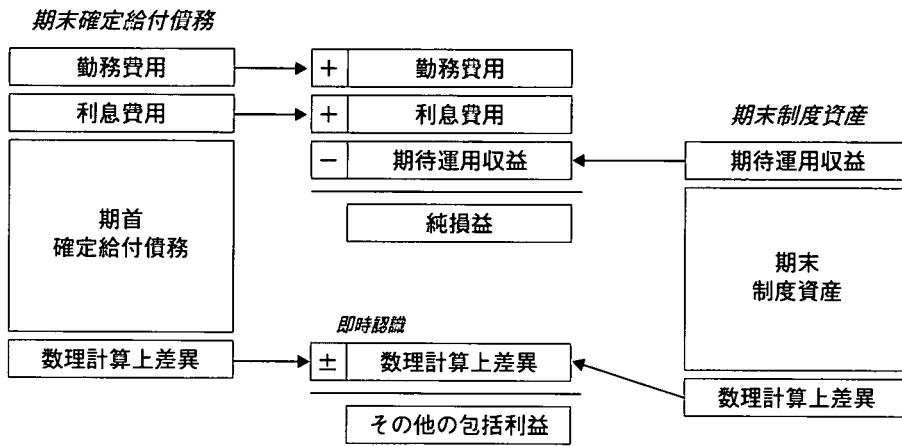 期末確定給付債務
勤務費用
利息費用
期首
確定給付債務
数理計算上差異
+ 勤務費用
+ 利息費用
− 期待運用収益
純損益
即時認識
± 数理計算上差異
その他の包括利益
期末制度資産
期待運用収益
期末
制度資産
数理計算上差異